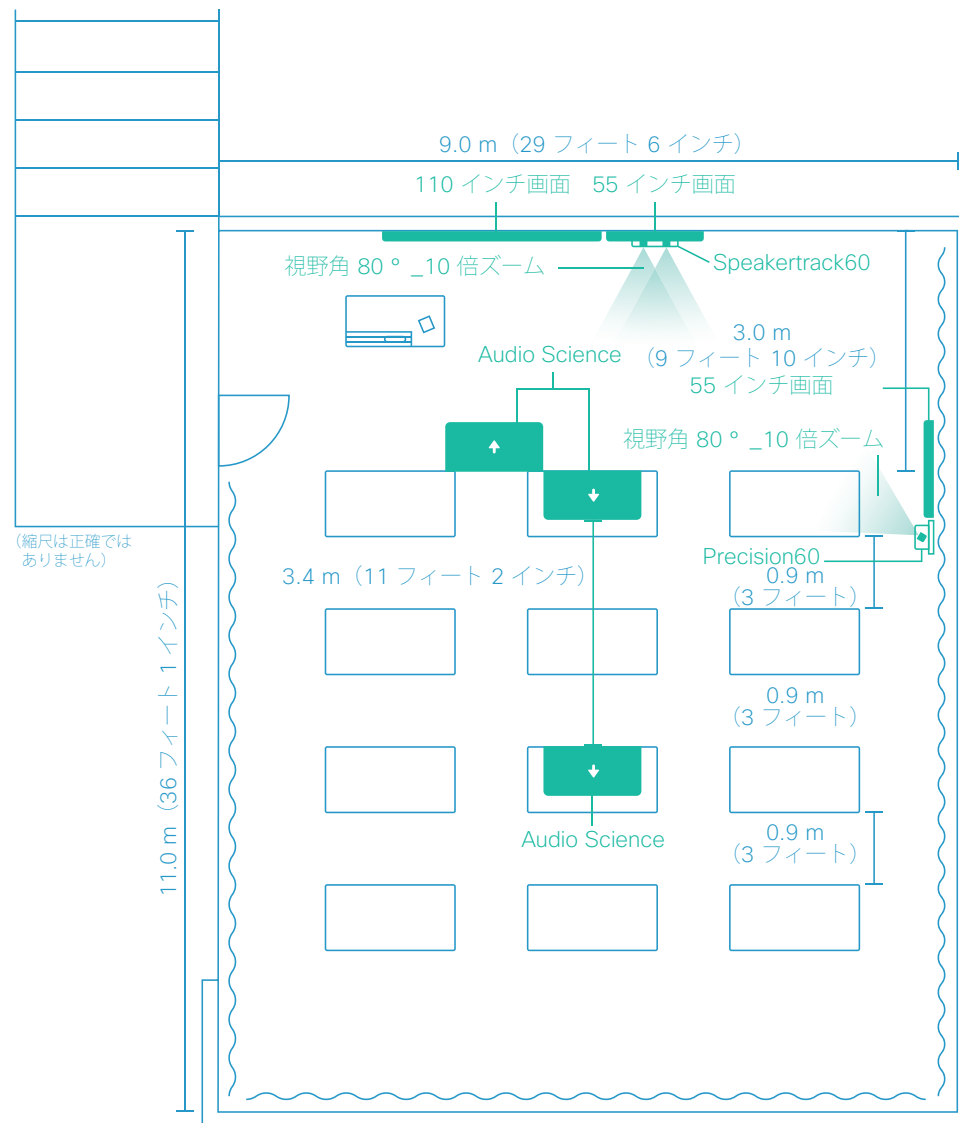 9.0 m（29 フィート 6 インチ）
110 インチ画面
55 インチ画面
視野角 80 ° _10 倍ズーム
Speakertrack60
3.0 m
（9 フィート 10 インチ）
Audio Science
55 インチ画面
視野角 80 ° _10 倍ズーム
（縮尺は正確では
ありません）
Precision60
3.4 m（11 フィート 2 インチ）
0.9 m
（3 フィート）
11.0 m（36 フィート 1 インチ）
0.9 m
（3 フィート）
Audio Science
0.9 m
（3 フィート）